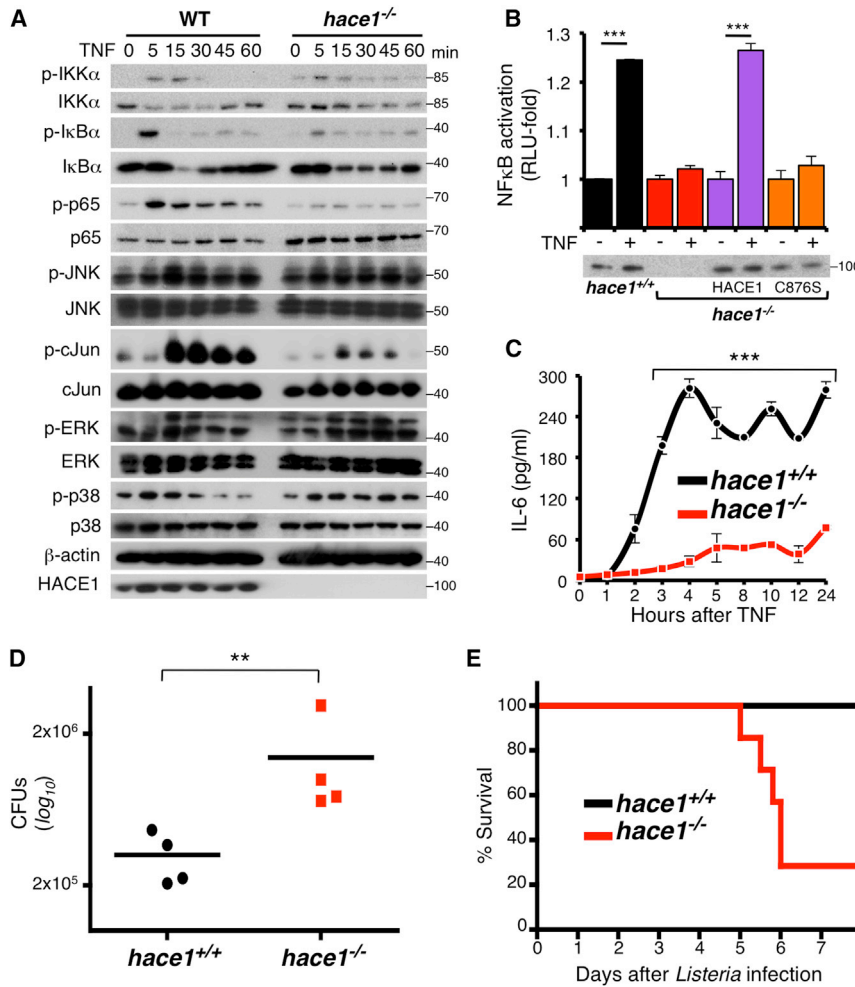 A
WT
hace1-/-
TNF 0 5 15 30 45 60 0 5 15 30 45 60 min
p-IKKα
85
IKKα
85
p-IκBα
40
IκBα
40
p-p65
70
p65
70
p-JNK
50
JNK
p-cJun
50
cJun
40
p-ERK
40
ERK
40
p-p38
40
p38
40
β-actin
40
HACE1
100
B
NFκB activation
(RLU-fold)
1.3
1.2
1.1
1
***
***
TNF - + - + - + - +
100
hace1+/+
HACE1 C876S
hace1-/-
C
***
IL-6 (pg/ml)
300
240
180
120
60
0
hace1+/+
hace1-/-
0 1 2 3 4 5 8 10 12 24
Hours after TNF
D
**
CFUs
(log10)
2x10⁶
2x10⁵
hace1+/+
hace1-/-
E
% Survival
100
80
60
40
20
0
hace1+/+
hace1-/-
0 1 2 3 4 5 6 7
Days after Listeria infection